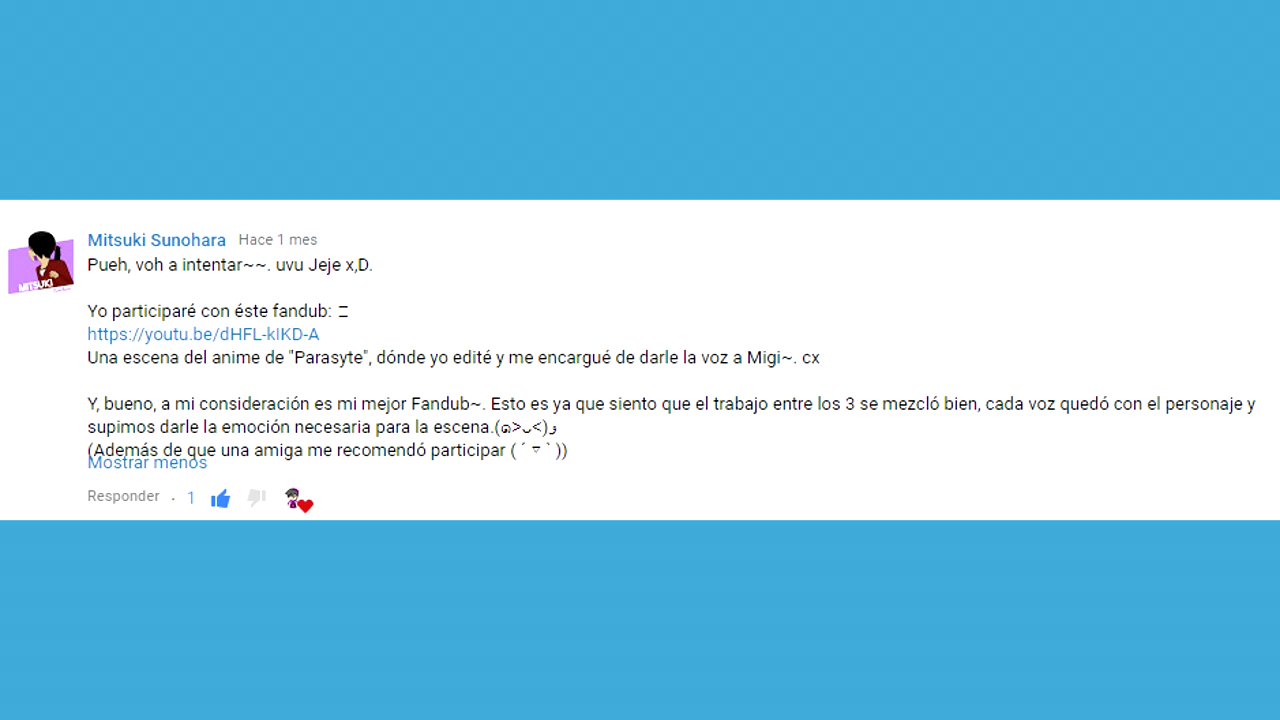 Mitsuki Sunohara Hace 1 mes
Pueh, voh a intentar~~. uvu Jeje x,D.
Yo participaré con éste fandub:
https://youtu.be/dHFL-kIKD-A
Una escena del anime de "Parasyte", dónde yo edité y me encargué de darle la voz a Migi~. cx
Y, bueno, a mi consideración es mi mejor Fandub~. Esto es ya que siento que el trabajo entre los 3 se mezcló bien, cada voz quedó con el personaje y
supimos darle la emoción necesaria para la escena.(๑>ᴗ<)و
(Además de que una amiga me recomendó participar ( ´ ▽ ` ))
Mostrar menos
Responder · 1
MITSUKI